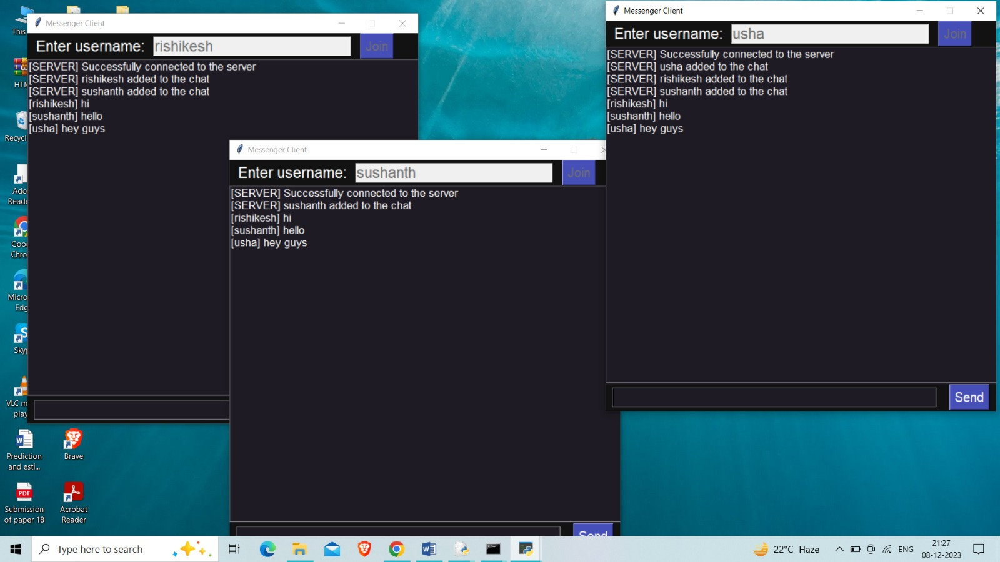 Messenger Client
Enter username: rishikesh Join
[SERVER] Successfully connected to the server
[SERVER] rishikesh added to the chat
[SERVER] sushanth added to the chat
[rishikesh] hi
[sushanth] hello
[usha] hey guys
Messenger Client
Enter username: sushanth Join
[SERVER] Successfully connected to the server
[SERVER] sushanth added to the chat
[rishikesh] hi
[sushanth] hello
[usha] hey guys
Send
Messenger Client
Enter username: usha Join
[SERVER] Successfully connected to the server
[SERVER] usha added to the chat
[SERVER] rishikesh added to the chat
[SERVER] sushanth added to the chat
[rishikesh] hi
[sushanth] hello
[usha] hey guys
Send
This
HTM
Recycle
Ado
Reade
Goo
Chro
Micro
Edg
Skyp
VLC m
play
Prediction
and esti...
Brave
PDF
Submission
of paper 18
Acrobat
Reader
Type here to search
22°C Haze
ENG
21:27
08-12-2023